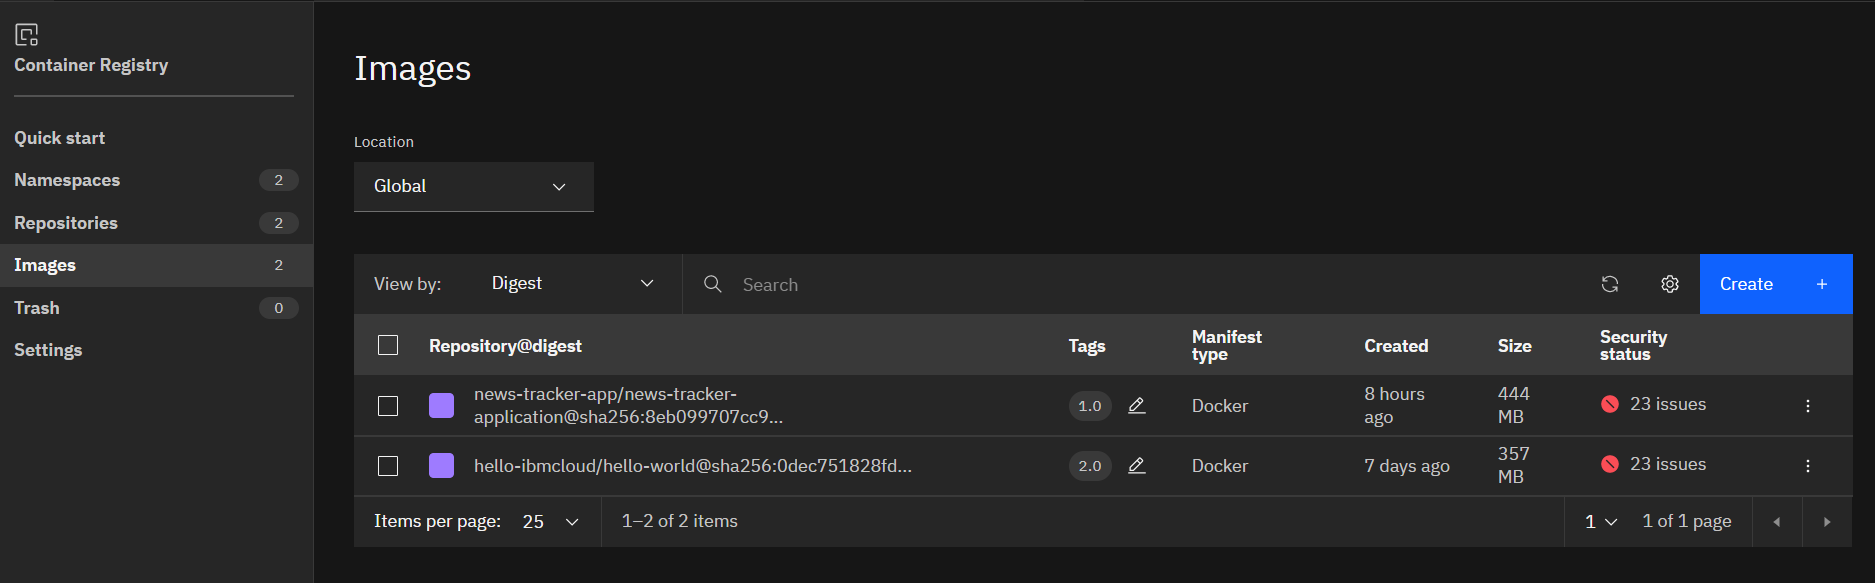 Container Registry
Quick start
Namespaces 2
Repositories 2
Images 2
Trash 0
Settings
Images
Location
Global
View by: Digest Search Create +
Repository@digest Tags Manifest type Created Size Security status
news-tracker-app/news-tracker-
application@sha256:8eb099707cc9... 1.0 Docker 8 hours ago 444 MB 23 issues
hello-ibmcloud/hello-world@sha256:0dec751828fd... 2.0 Docker 7 days ago 357 MB 23 issues
Items per page: 25 1–2 of 2 items 1 1 of 1 page